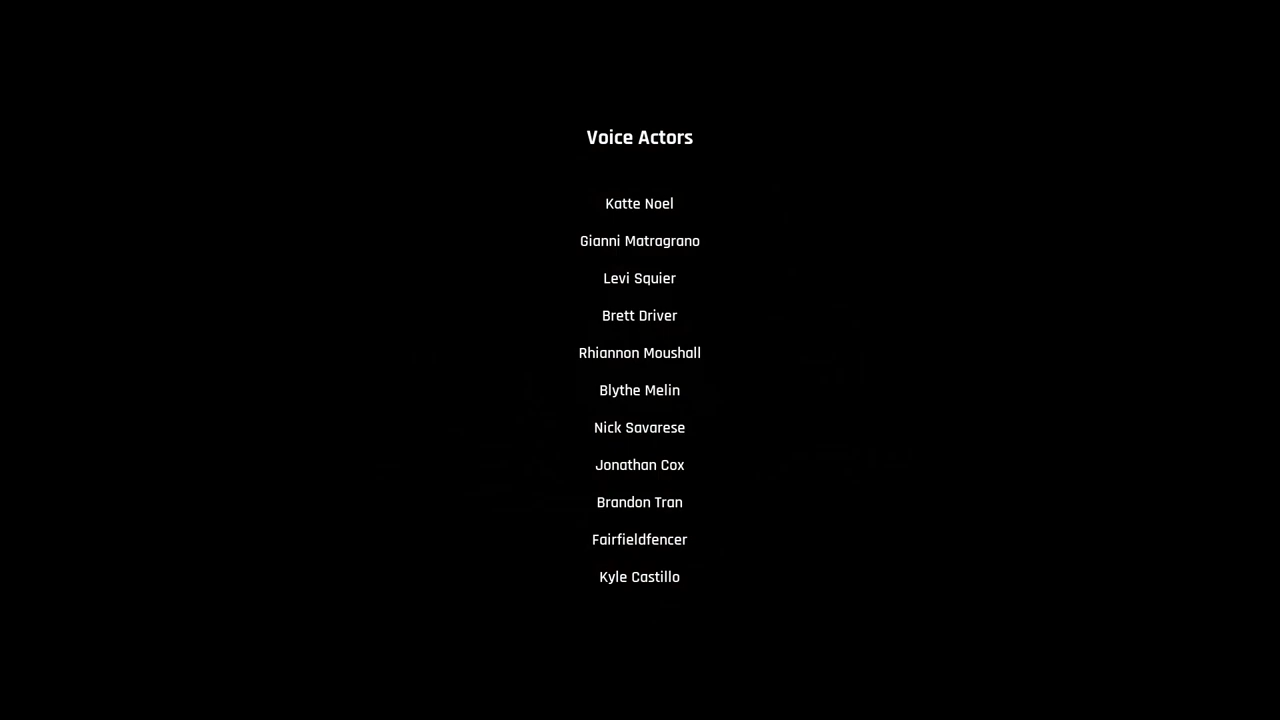 Voice Actors
Katte Noel
Gianni Matragrano
Levi Squier
Brett Driver
Rhiannon Moushall
Blythe Melin
Nick Savarese
Jonathan Cox
Brandon Tran
Fairfieldfencer
Kyle Castillo